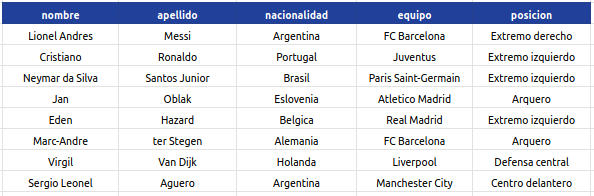 nombre apellido nacionalidad equipo posicion
Lionel Andres Messi Argentina FC Barcelona Extremo derecho
Cristiano Ronaldo Portugal Juventus Extremo izquierdo
Neymar da Silva Santos Junior Brasil Paris Saint-Germain Extremo izquierdo
Jan Oblak Eslovenia Atletico Madrid Arquero
Eden Hazard Belgica Real Madrid Extremo izquierdo
Marc-Andre ter Stegen Alemania FC Barcelona Arquero
Virgil Van Dijk Holanda Liverpool Defensa central
Sergio Leonel Aguero Argentina Manchester City Centro delantero